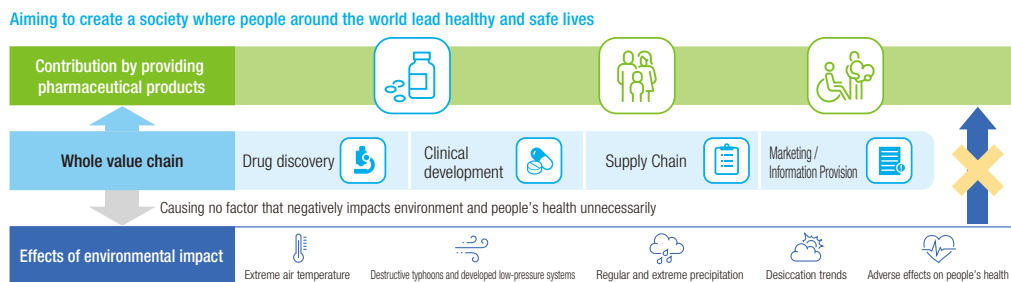 Aiming to create a society where people around the world lead healthy and safe lives
Contribution by providing
pharmaceutical products
Whole value chain
Drug discovery
Clinical
development
Supply Chain
Marketing /
Information Provision
Causing no factor that negatively impacts environment and people's health unnecessarily
Effects of environmental impact
Extreme air temperature
Destructive typhoons and developed low-pressure systems
Regular and extreme precipitation
Desiccation trends
Adverse effects on people's health